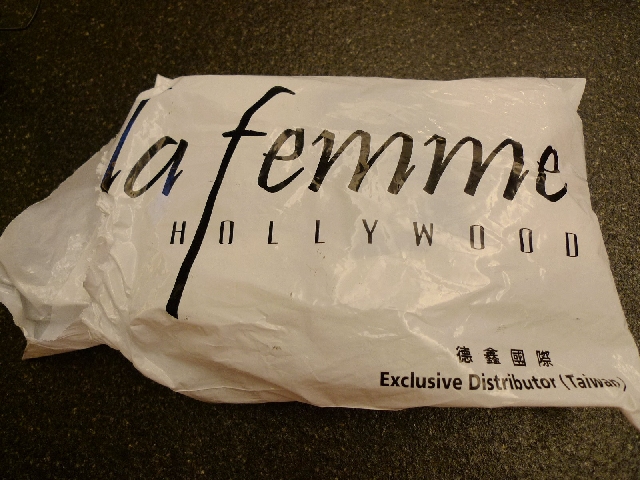 la femme
HOLLYWOOD
德鑫國際
Exclusive Distributor (Taiwan)